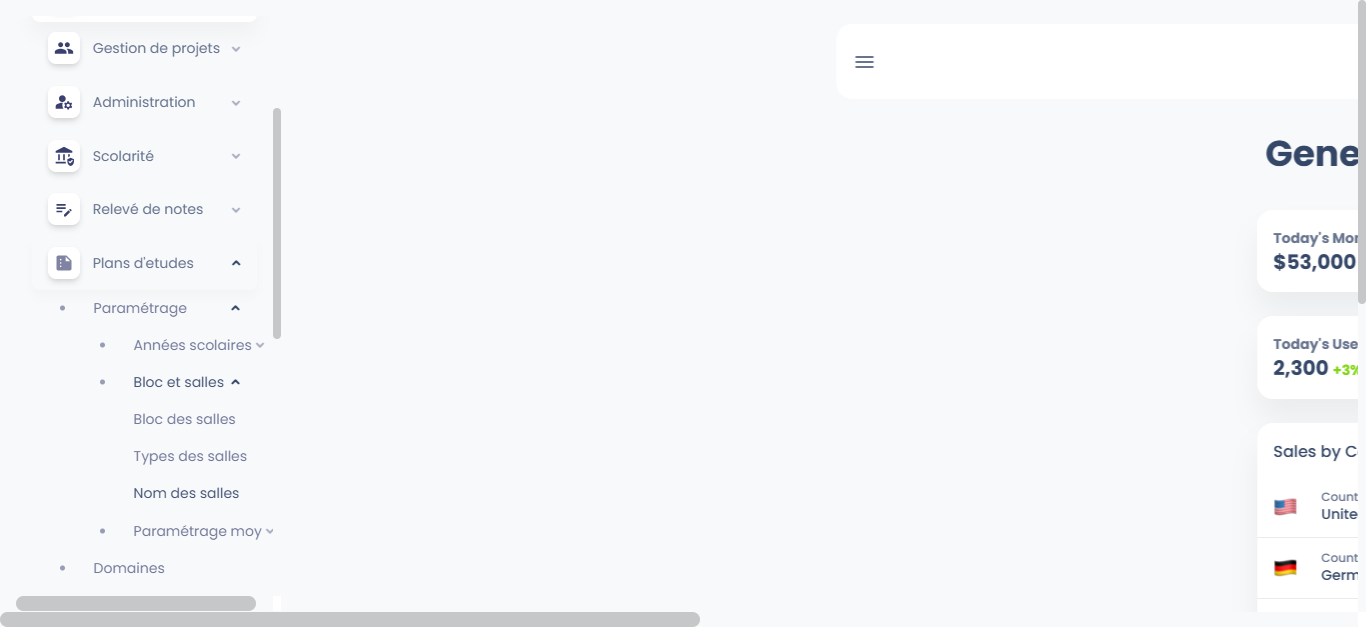 Gestion de projets
Administration
Scolarité
Relevé de notes
Plans d'etudes
Paramétrage
Années scolaires
Bloc et salles
Bloc des salles
Types des salles
Nom des salles
Paramétrage moy
Domaines
Gene
Today's Mor
$53,000
Today's Use
2,300 +3%
Sales by C
Count
Unite
Count
Germ